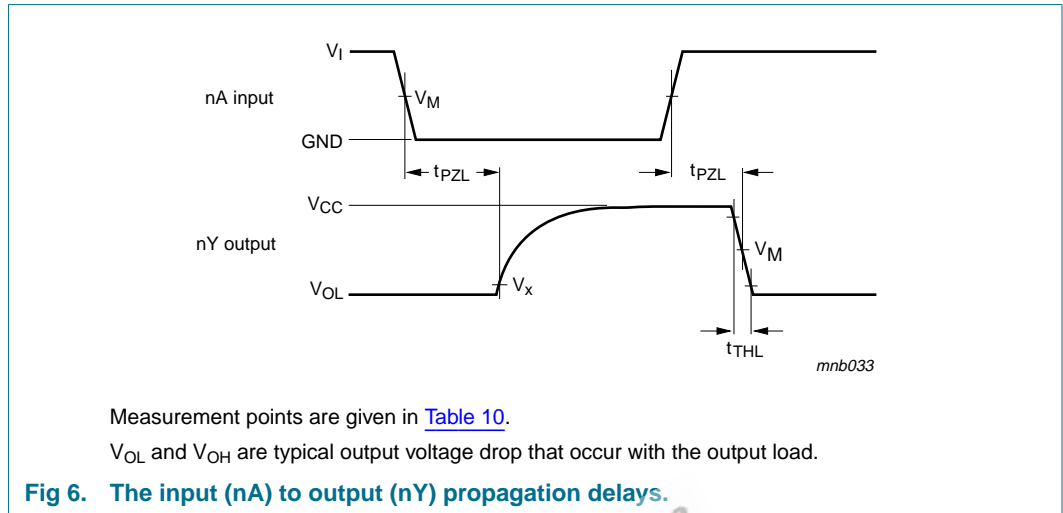 VI
nA input
VM
GND
tPZL
tPZL
VCC
nY output
VM
VOL
Vx
tTHL
mnb033
Measurement points are given in Table 10.
VOL and VOH are typical output voltage drop that occur with the output load.
Fig 6. The input (nA) to output (nY) propagation delays.